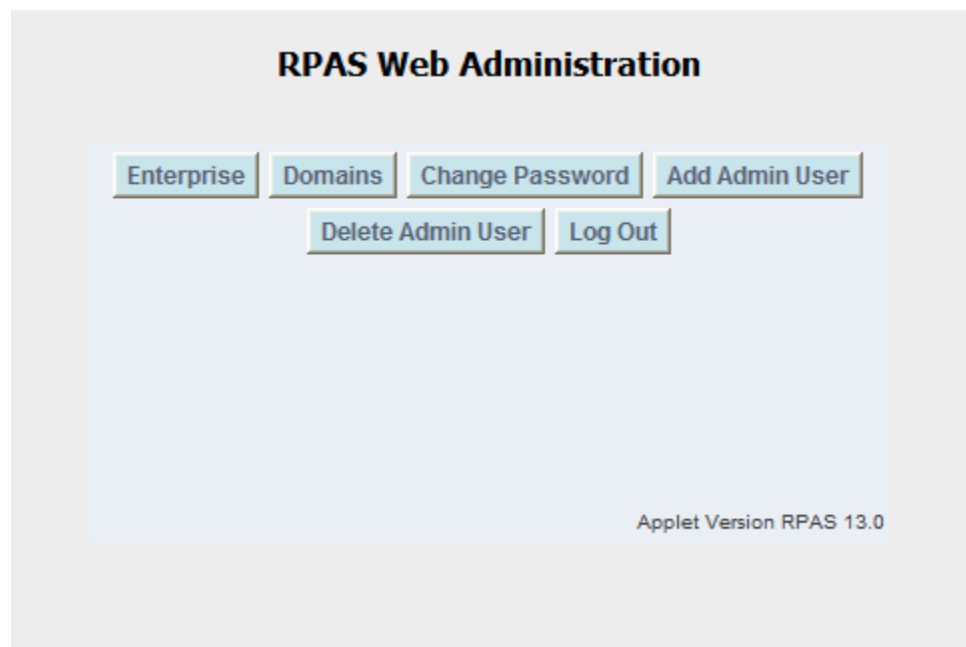 RPAS Web Administration
Enterprise Domains Change Password Add Admin User
Delete Admin User Log Out
Applet Version RPAS 13.0